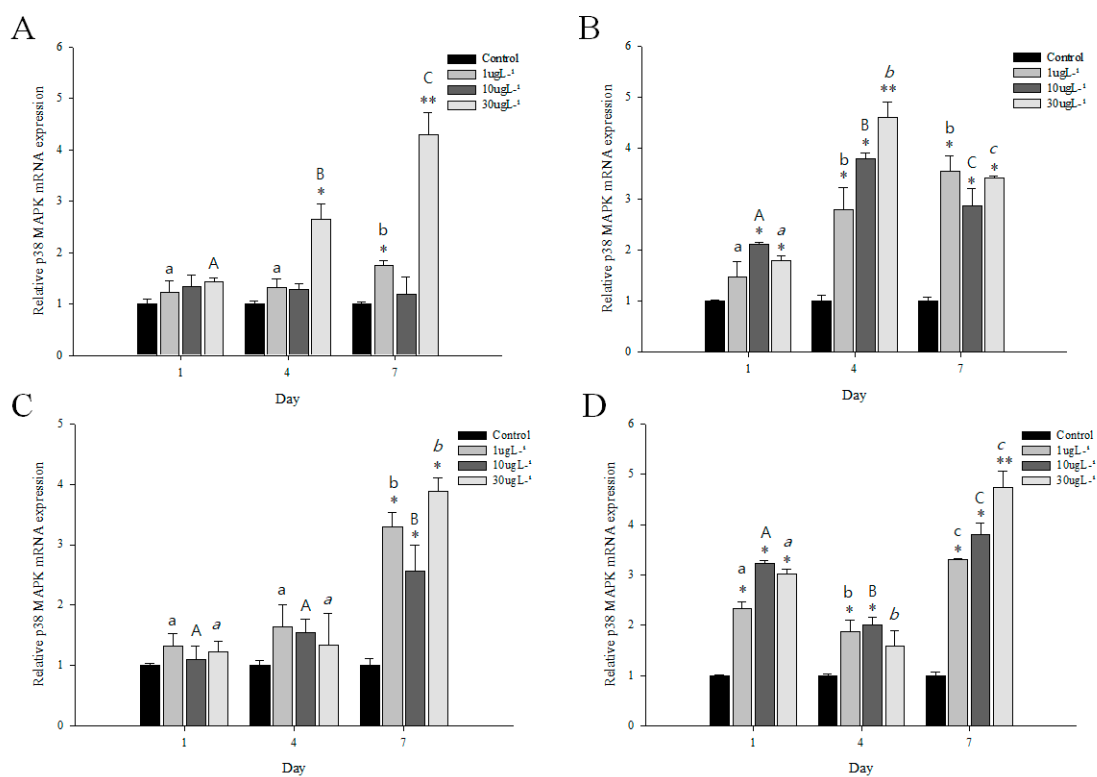 A
Relative p38 MAPK mRNA expression
6
5
4
3
2
1
0
Control
1ugL-¹
10ugL-¹
30ugL-¹
a
A
a
B
*
b
*
C
**
1 4 7
Day
B
Relative p38 MAPK mRNA expression
6
5
4
3
2
1
0
Control
1ugL-¹
10ugL-¹
30ugL-¹
a
A
*
a
*
b
*
B
*
b
**
b
*
C
*
c
*
1 4 7
Day
C
Relative p38 MAPK mRNA expression
5
4
3
2
1
0
Control
1ugL-¹
10ugL-¹
30ugL-¹
a
A
a
a
A
a
b
*
B
*
b
*
1 4 7
Day
D
Relative p38 MAPK mRNA expression
6
5
4
3
2
1
0
Control
1ugL-¹
10ugL-¹
30ugL-¹
a
*
A
*
a
*
b
*
B
*
b
c
*
C
*
c
**
1 4 7
Day